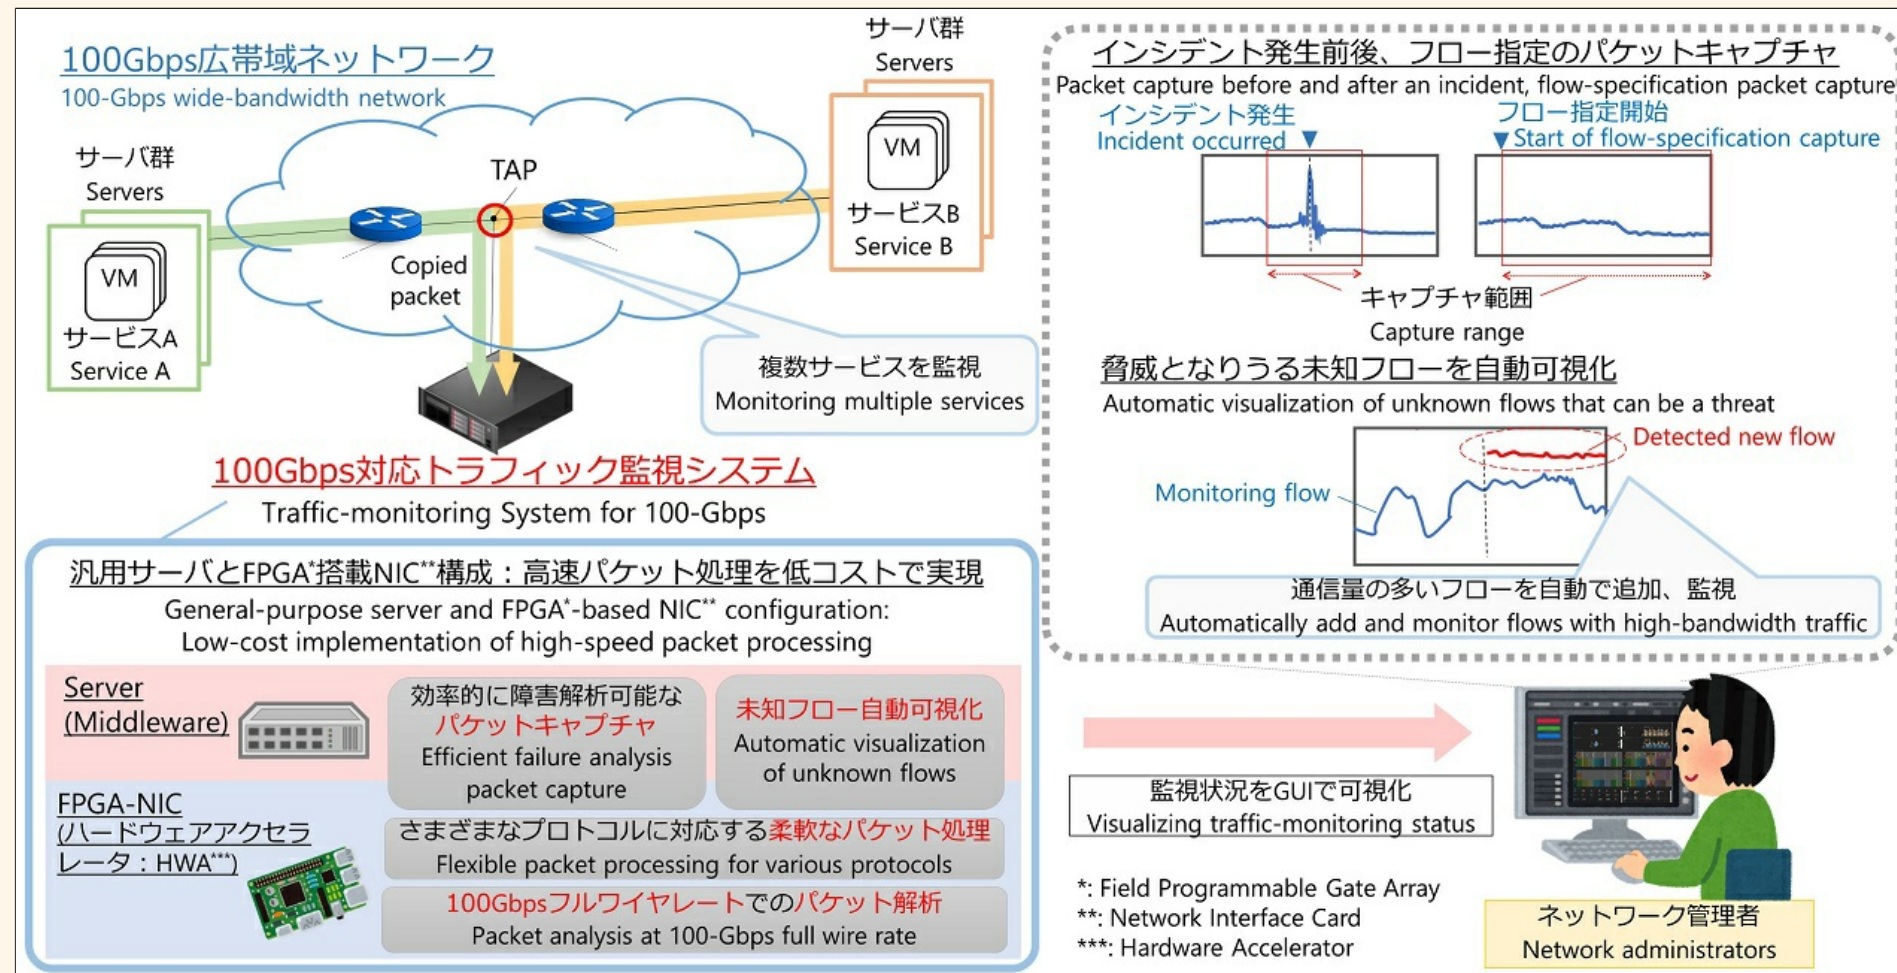 100Gbps広帯域ネットワーク
100-Gbps wide-bandwidth network
サーバ群
Servers
VM
サービスA
Service A
TAP
Copied
packet
サーバ群
Servers
VM
サービスB
Service B
複数サービスを監視
Monitoring multiple services
100Gbps対応トラフィック監視システム
Traffic-monitoring System for 100-Gbps
汎用サーバとFPGA*搭載NIC**構成：高速パケット処理を低コストで実現
General-purpose server and FPGA*-based NIC** configuration:
Low-cost implementation of high-speed packet processing
Server
(Middleware)
効率的に障害解析可能な
パケットキャプチャ
Efficient failure analysis
packet capture
未知フロー自動可視化
Automatic visualization
of unknown flows
FPGA-NIC
(ハードウェアアクセラ
レータ：HWA***)
さまざまなプロトコルに対応する柔軟なパケット処理
Flexible packet processing for various protocols
100Gbpsフルワイヤレートでのパケット解析
Packet analysis at 100-Gbps full wire rate
インシデント発生前後、フロー指定のパケットキャプチャ
Packet capture before and after an incident, flow-specification packet capture
インシデント発生
Incident occurred
フロー指定開始
Start of flow-specification capture
キャプチャ範囲
Capture range
脅威となりうる未知フローを自動可視化
Automatic visualization of unknown flows that can be a threat
Detected new flow
Monitoring flow
通信量の多いフローを自動で追加、監視
Automatically add and monitor flows with high-bandwidth traffic
監視状況をGUIで可視化
Visualizing traffic-monitoring status
*: Field Programmable Gate Array
**: Network Interface Card
***: Hardware Accelerator
ネットワーク管理者
Network administrators